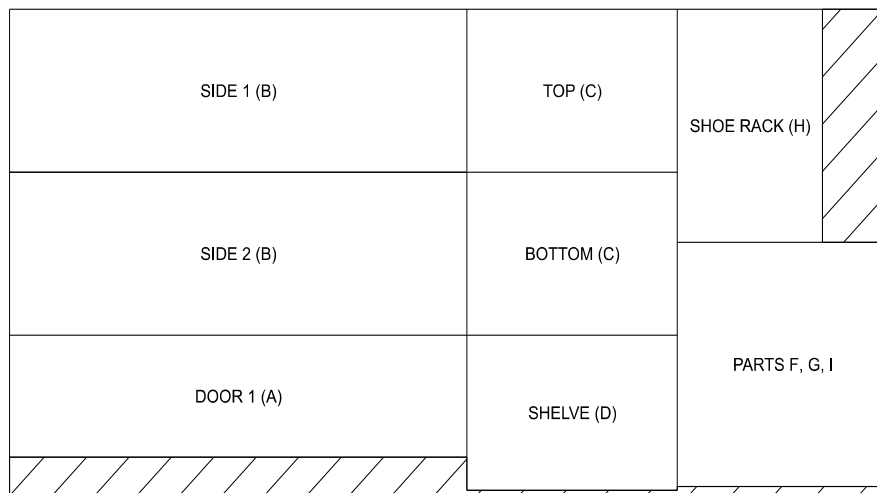 SIDE 1 (B)
TOP (C)
SHOE RACK (H)
SIDE 2 (B)
BOTTOM (C)
PARTS F, G, I
DOOR 1 (A)
SHELVE (D)